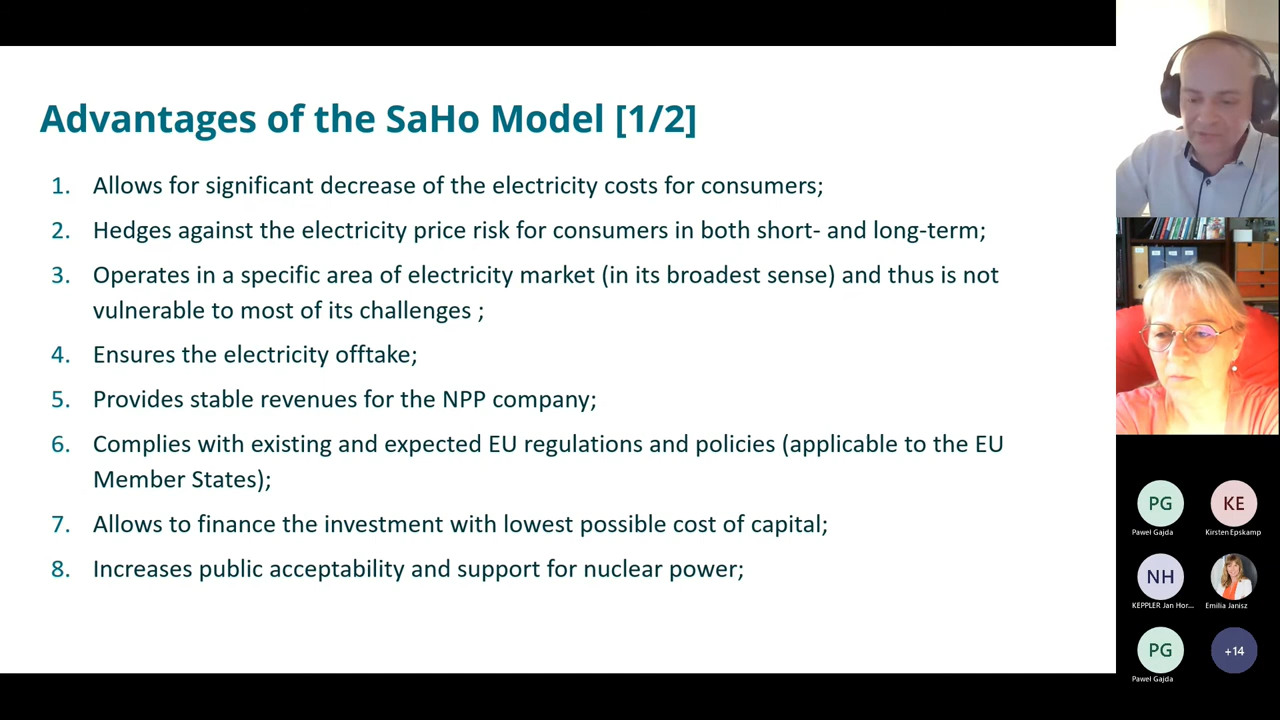 Advantages of the SaHo Model [1/2]
1. Allows for significant decrease of the electricity costs for consumers;
2. Hedges against the electricity price risk for consumers in both short- and long-term;
3. Operates in a specific area of electricity market (in its broadest sense) and thus is not
vulnerable to most of its challenges ;
4. Ensures the electricity offtake;
5. Provides stable revenues for the NPP company;
6. Complies with existing and expected EU regulations and policies (applicable to the EU
Member States);
7. Allows to finance the investment with lowest possible cost of capital;
8. Increases public acceptability and support for nuclear power;
PG
Paweł Gajda
KE
Kirsten Epskamp
NH
KEPPLER Jan Hor...
Emilia Janisz
PG
Paweł Gajda
+14